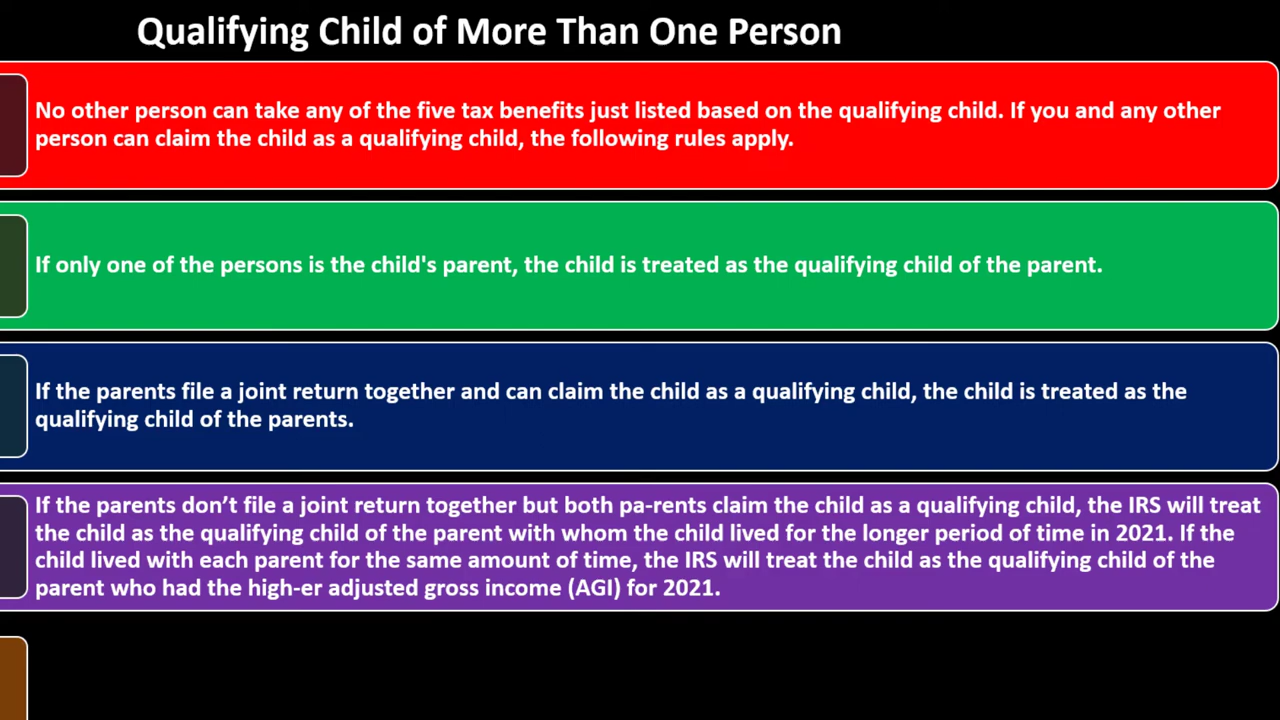 Qualifying Child of More Than One Person
No other person can take any of the five tax benefits just listed based on the qualifying child. If you and any other
person can claim the child as a qualifying child, the following rules apply.
If only one of the persons is the child's parent, the child is treated as the qualifying child of the parent.
If the parents file a joint return together and can claim the child as a qualifying child, the child is treated as the
qualifying child of the parents.
If the parents don’t file a joint return together but both pa-rents claim the child as a qualifying child, the IRS will treat
the child as the qualifying child of the parent with whom the child lived for the longer period of time in 2021. If the
child lived with each parent for the same amount of time, the IRS will treat the child as the qualifying child of the
parent who had the high-er adjusted gross income (AGI) for 2021.